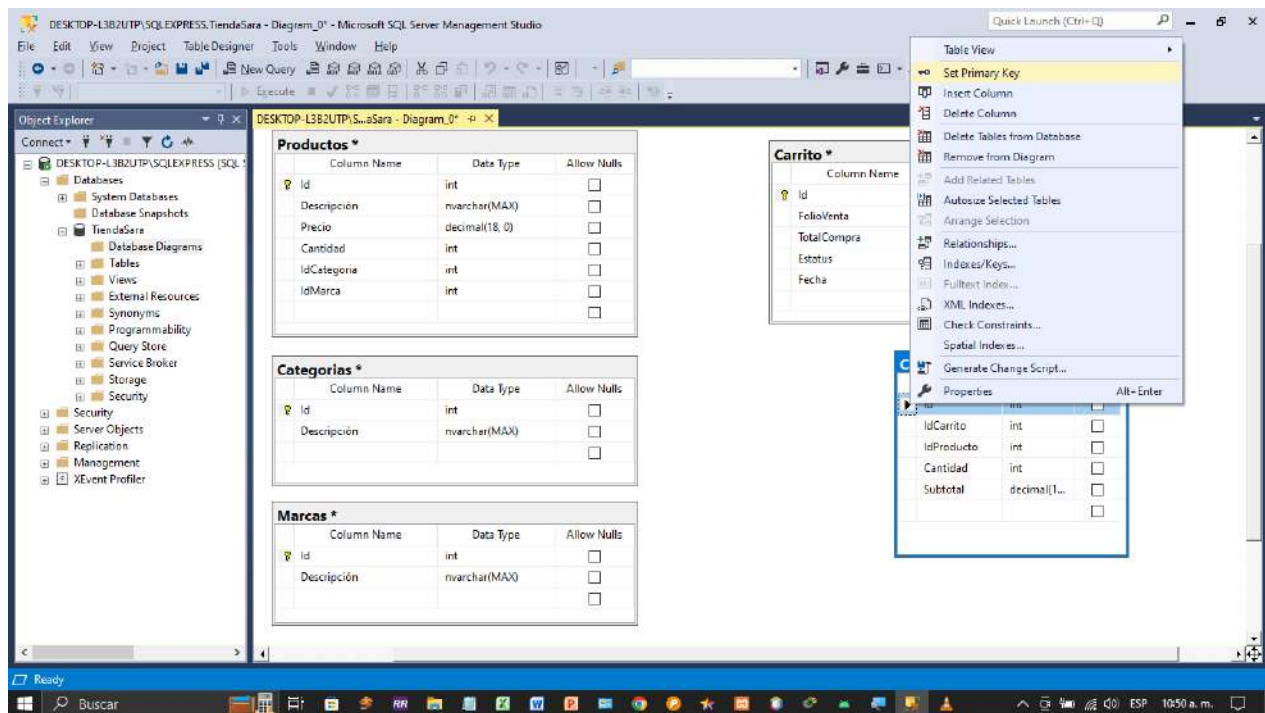 DESKTOP-L3B2UTP\SQLEXPRESS.TiendaSara - Diagram_0* - Microsoft SQL Server Management Studio
Quick Launch (Ctrl+Q)
File Edit View Project Table Designer Tools Window Help
New Query
Execute
Object Explorer
Connect
DESKTOP-L3B2UTP\SQLEXPRESS (SQL S
Databases
System Databases
Database Snapshots
TiendaSara
Database Diagrams
Tables
Views
External Resources
Synonyms
Programmability
Query Store
Service Broker
Storage
Security
Security
Server Objects
Replication
Management
XEvent Profiler
DESKTOP-L3B2UTP\S...aSara - Diagram_0*
Productos *
Column Name Data Type Allow Nulls
Id int
Descripción nvarchar(MAX)
Precio decimal(18, 0)
Cantidad int
IdCategoria int
IdMarca int
Categorias *
Column Name Data Type Allow Nulls
Id int
Descripción nvarchar(MAX)
Marcas *
Column Name Data Type Allow Nulls
Id int
Descripción nvarchar(MAX)
Carrito *
Column Name
Id
FolioVenta
TotalCompra
Estatus
Fecha
Table View
Set Primary Key
Insert Column
Delete Column
Delete Tables from Database
Remove from Diagram
Add Related Tables
Autosize Selected Tables
Arrange Selection
Relationships...
Indexes/Keys...
Fulltext Index...
XML Indexes...
Check Constraints...
Spatial Indexes...
Generate Change Script...
Properties Alt+Enter
C
IdCarrito int
IdProducto int
Cantidad int
Subtotal decimal(1...
Ready
Buscar
ESP 10:50 a. m.